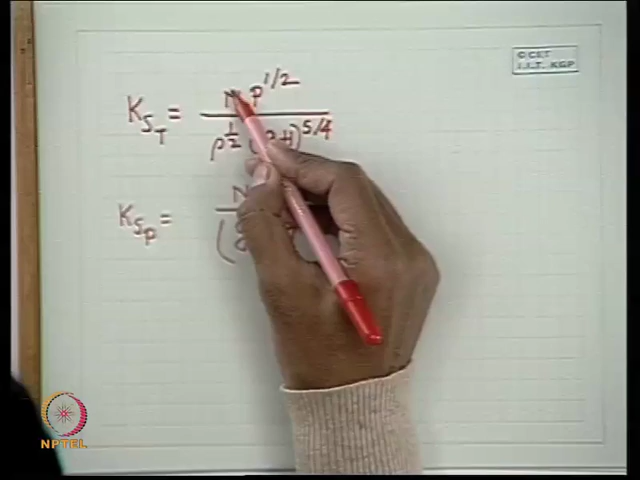 © CET
I.I.T. KGP
K_{S_T} = N P^{1/2} / ρ^{1/2} (gH)^{5/4}
K_{S_P} = N
NPTEL